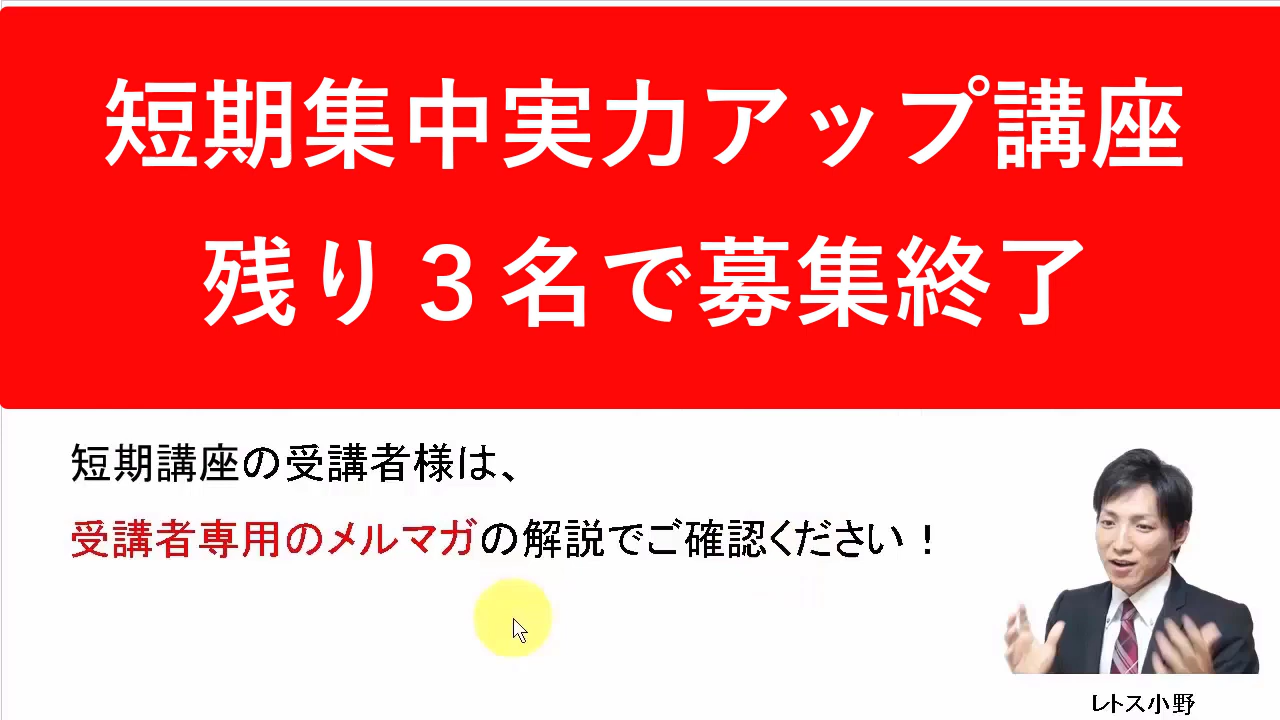 短期集中実力アップ講座
残り３名で募集終了
短期講座の受講者様は、
受講者専用のメルマガの解説でご確認ください！
レトス小野